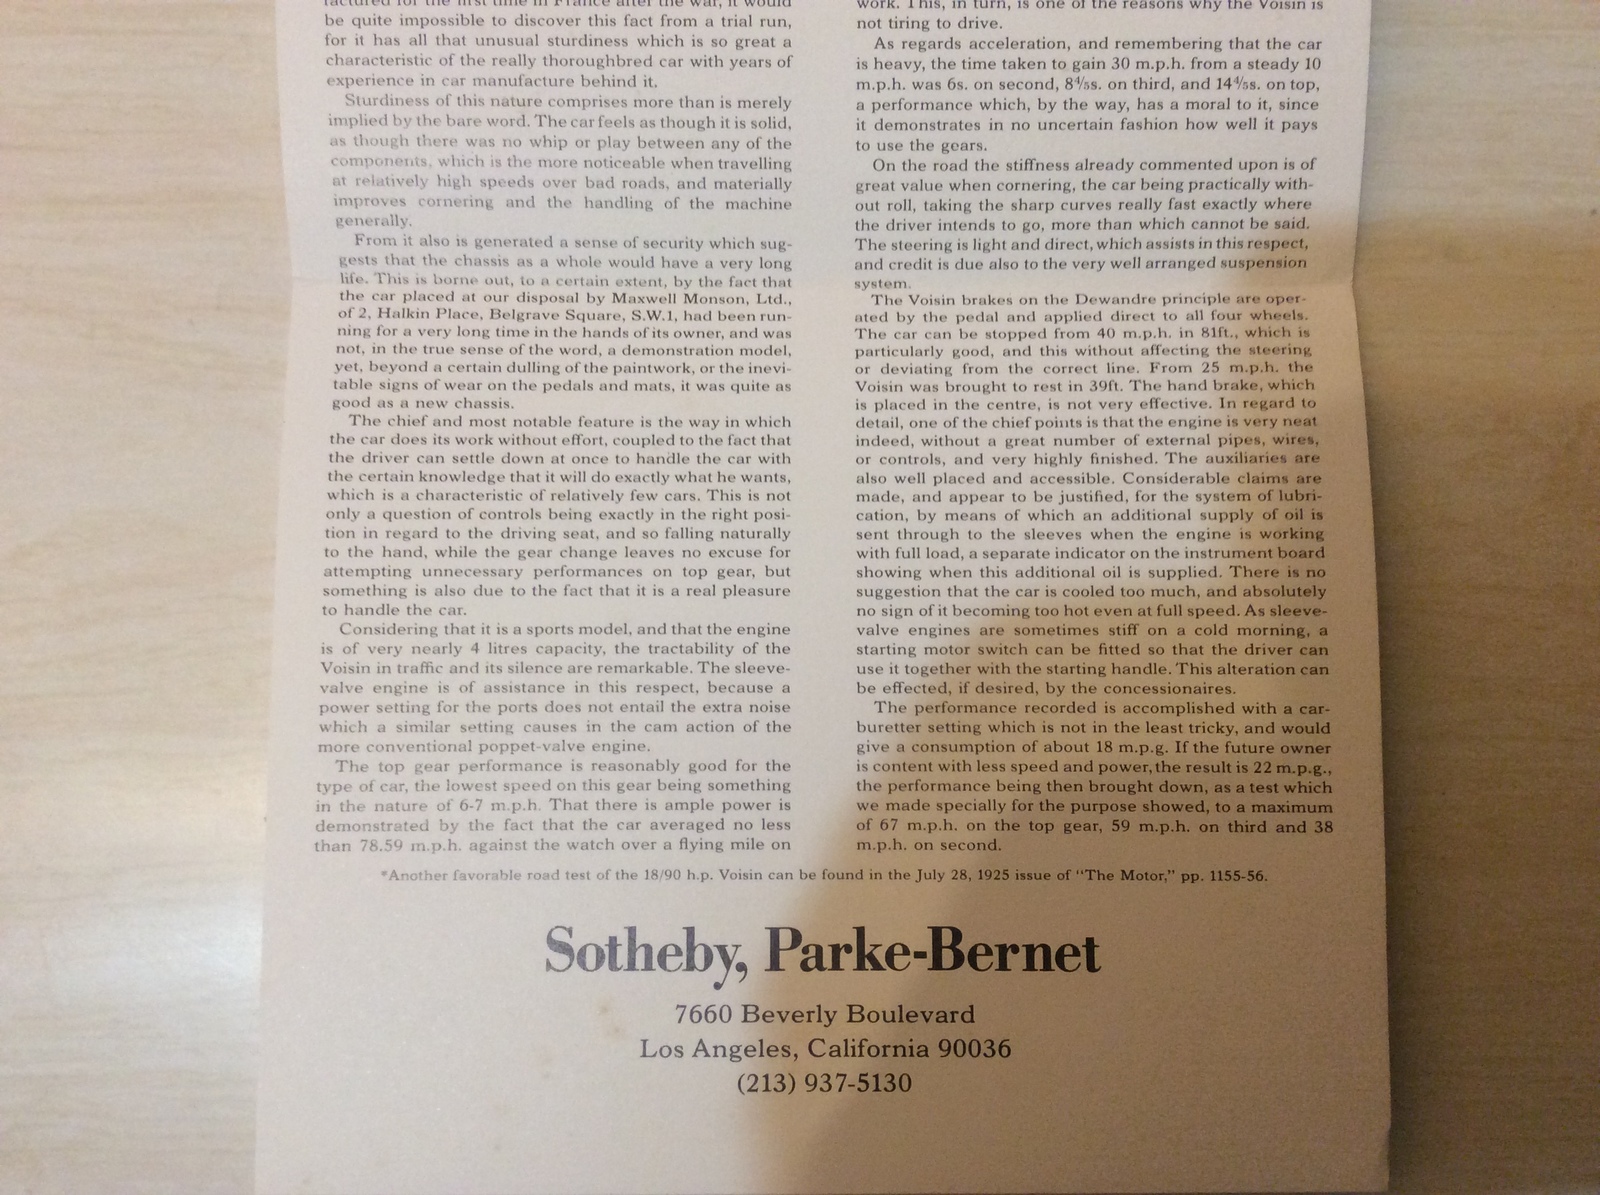 factured for the first time in France after the war, it would
be quite impossible to discover this fact from a trial run,
for it has all that unusual sturdiness which is so great a
characteristic of the really thoroughbred car with years of
experience in car manufacture behind it.
Sturdiness of this nature comprises more than is merely
implied by the bare word. The car feels as though it is solid,
as though there was no whip or play between any of the
components, which is the more noticeable when travelling
at relatively high speeds over bad roads, and materially
improves cornering and the handling of the machine
generally.
From it also is generated a sense of security which sug-
gests that the chassis as a whole would have a very long
life. This is borne out, to a certain extent, by the fact that
the car placed at our disposal by Maxwell Monson, Ltd.,
of 2, Halkin Place, Belgrave Square, S.W.1, had been run-
ning for a very long time in the hands of its owner, and was
not, in the true sense of the word, a demonstration model,
yet, beyond a certain dulling of the paintwork, or the inevi-
table signs of wear on the pedals and mats, it was quite as
good as a new chassis.
The chief and most notable feature is the way in which
the car does its work without effort, coupled to the fact that
the driver can settle down at once to handle the car with
the certain knowledge that it will do exactly what he wants,
which is a characteristic of relatively few cars. This is not
only a question of controls being exactly in the right posi-
tion in regard to the driving seat, and so falling naturally
to the hand, while the gear change leaves no excuse for
attempting unnecessary performances on top gear, but
something is also due to the fact that it is a real pleasure
to handle the car.
Considering that it is a sports model, and that the engine
is of very nearly 4 litres capacity, the tractability of the
Voisin in traffic and its silence are remarkable. The sleeve-
valve engine is of assistance in this respect, because a
power setting for the ports does not entail the extra noise
which a similar setting causes in the cam action of the
more conventional poppet-valve engine.
The top gear performance is reasonably good for the
type of car, the lowest speed on this gear being something
in the nature of 6-7 m.p.h. That there is ample power is
demonstrated by the fact that the car averaged no less
than 78.59 m.p.h. against the watch over a flying mile on
work. This, in turn, is one of the reasons why the Voisin is
not tiring to drive.
As regards acceleration, and remembering that the car
is heavy, the time taken to gain 30 m.p.h. from a steady 10
m.p.h. was 6s. on second, 8⅘s. on third, and 14⅘s. on top,
a performance which, by the way, has a moral to it, since
it demonstrates in no uncertain fashion how well it pays
to use the gears.
On the road the stiffness already commented upon is of
great value when cornering, the car being practically with-
out roll, taking the sharp curves really fast exactly where
the driver intends to go, more than which cannot be said.
The steering is light and direct, which assists in this respect,
and credit is due also to the very well arranged suspension
system.
The Voisin brakes on the Dewandre principle are oper-
ated by the pedal and applied direct to all four wheels.
The car can be stopped from 40 m.p.h. in 81ft., which is
particularly good, and this without affecting the steering
or deviating from the correct line. From 25 m.p.h. the
Voisin was brought to rest in 39ft. The hand brake, which
is placed in the centre, is not very effective. In regard to
detail, one of the chief points is that the engine is very neat
indeed, without a great number of external pipes, wires,
or controls, and very highly finished. The auxiliaries are
also well placed and accessible. Considerable claims are
made, and appear to be justified, for the system of lubri-
cation, by means of which an additional supply of oil is
sent through to the sleeves when the engine is working
with full load, a separate indicator on the instrument board
showing when this additional oil is supplied. There is no
suggestion that the car is cooled too much, and absolutely
no sign of it becoming too hot even at full speed. As sleeve-
valve engines are sometimes stiff on a cold morning, a
starting motor switch can be fitted so that the driver can
use it together with the starting handle. This alteration can
be effected, if desired, by the concessionaires.
The performance recorded is accomplished with a car-
buretter setting which is not in the least tricky, and would
give a consumption of about 18 m.p.g. If the future owner
is content with less speed and power, the result is 22 m.p.g.,
the performance being then brought down, as a test which
we made specially for the purpose showed, to a maximum
of 67 m.p.h. on the top gear, 59 m.p.h. on third and 38
m.p.h. on second.
*Another favorable road test of the 18/90 h.p. Voisin can be found in the July 28, 1925 issue of "The Motor," pp. 1155-56.
Sotheby, Parke-Bernet
7660 Beverly Boulevard
Los Angeles, California 90036
(213) 937-5130